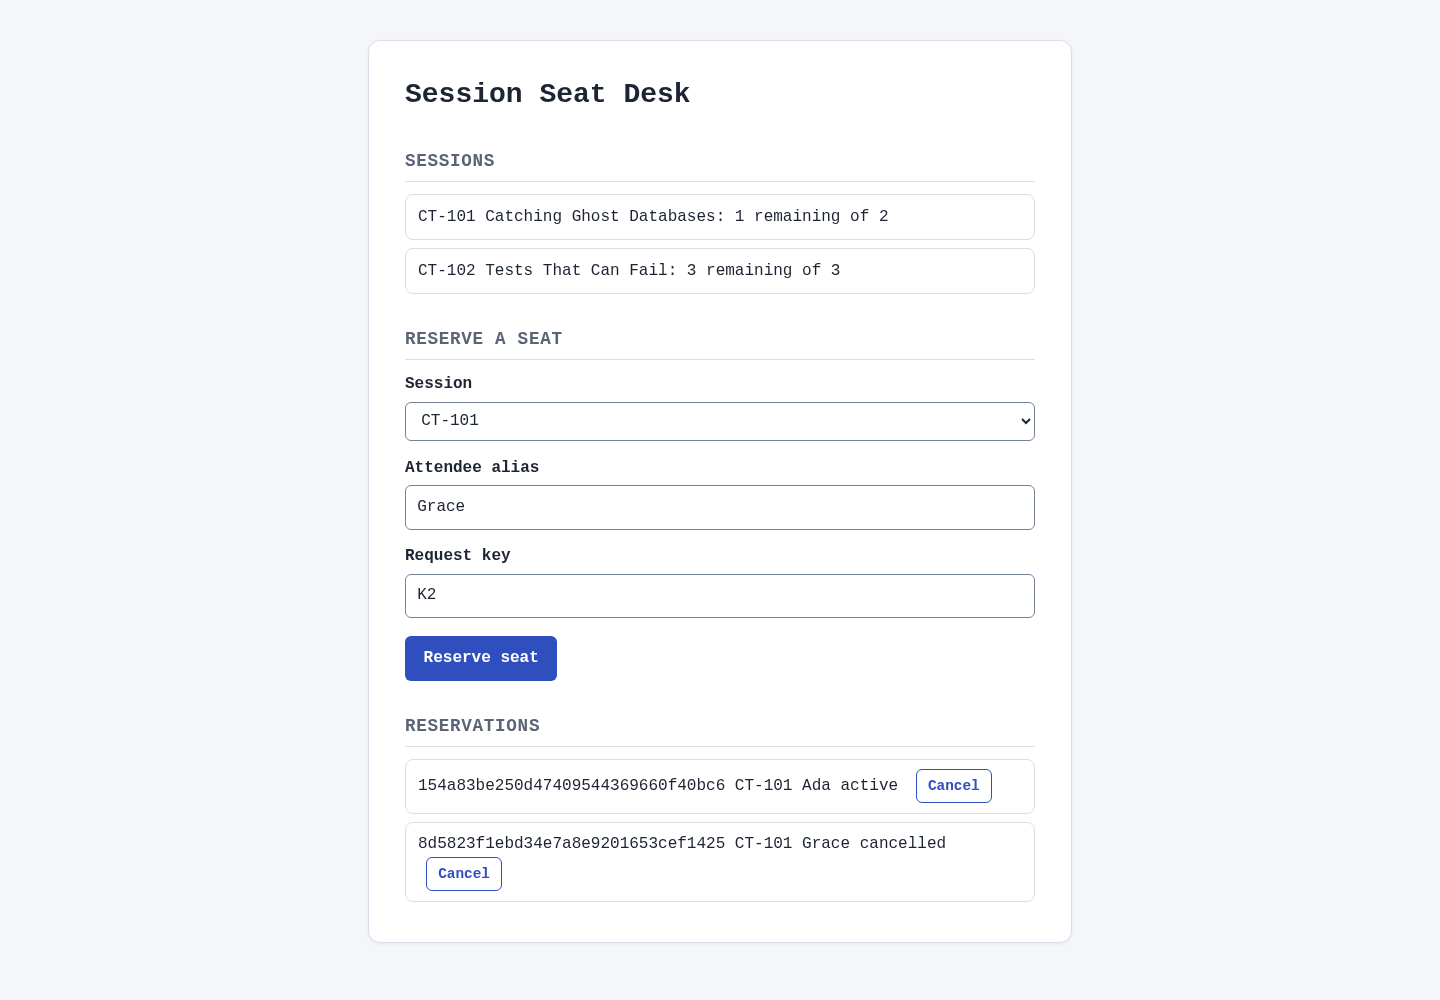 Session Seat Desk
SESSIONS
CT-101 Catching Ghost Databases: 1 remaining of 2
CT-102 Tests That Can Fail: 3 remaining of 3
RESERVE A SEAT
Session
CT-101
Attendee alias
Grace
Request key
K2
Reserve seat
RESERVATIONS
154a83be250d47409544369660f40bc6 CT-101 Ada active Cancel
8d5823f1ebd34e7a8e9201653cef1425 CT-101 Grace cancelled
Cancel